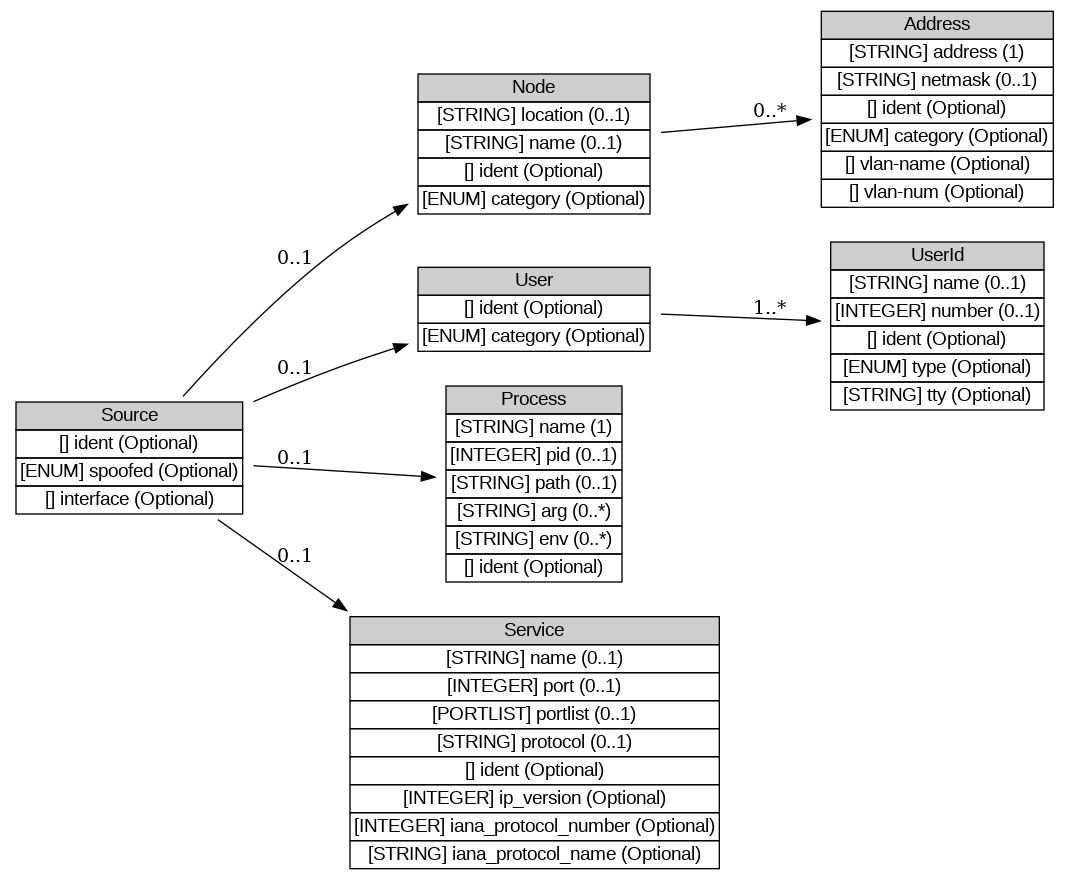 Address
[STRING] address (1)
[STRING] netmask (0..1)
[] ident (Optional)
[ENUM] category (Optional)
[] vlan-name (Optional)
[] vlan-num (Optional)
Node
[STRING] location (0..1)
[STRING] name (0..1)
[] ident (Optional)
[ENUM] category (Optional)
0..*
0..1
User
[] ident (Optional)
[ENUM] category (Optional)
UserId
[STRING] name (0..1)
[INTEGER] number (0..1)
[] ident (Optional)
[ENUM] type (Optional)
[STRING] tty (Optional)
1..*
0..1
Source
[] ident (Optional)
[ENUM] spoofed (Optional)
[] interface (Optional)
0..1
Process
[STRING] name (1)
[INTEGER] pid (0..1)
[STRING] path (0..1)
[STRING] arg (0..*)
[STRING] env (0..*)
[] ident (Optional)
0..1
Service
[STRING] name (0..1)
[INTEGER] port (0..1)
[PORTLIST] portlist (0..1)
[STRING] protocol (0..1)
[] ident (Optional)
[INTEGER] ip_version (Optional)
[INTEGER] iana_protocol_number (Optional)
[STRING] iana_protocol_name (Optional)